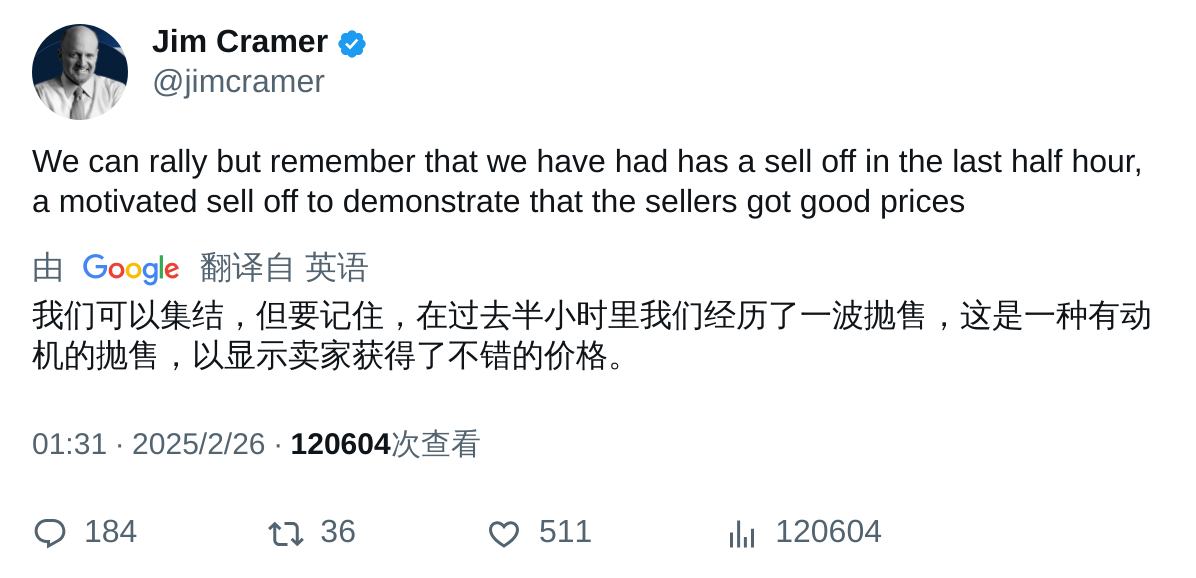 Jim Cramer
@jimcramer
We can rally but remember that we have had has a sell off in the last half hour,
a motivated sell off to demonstrate that the sellers got good prices
由 Google 翻译自 英语
我们可以集结，但要记住，在过去半小时里我们经历了一波抛售，这是一种有动
机的抛售，以显示卖家获得了不错的价格。
01:31 · 2025/2/26 · 120604次查看
184 36 511 120604